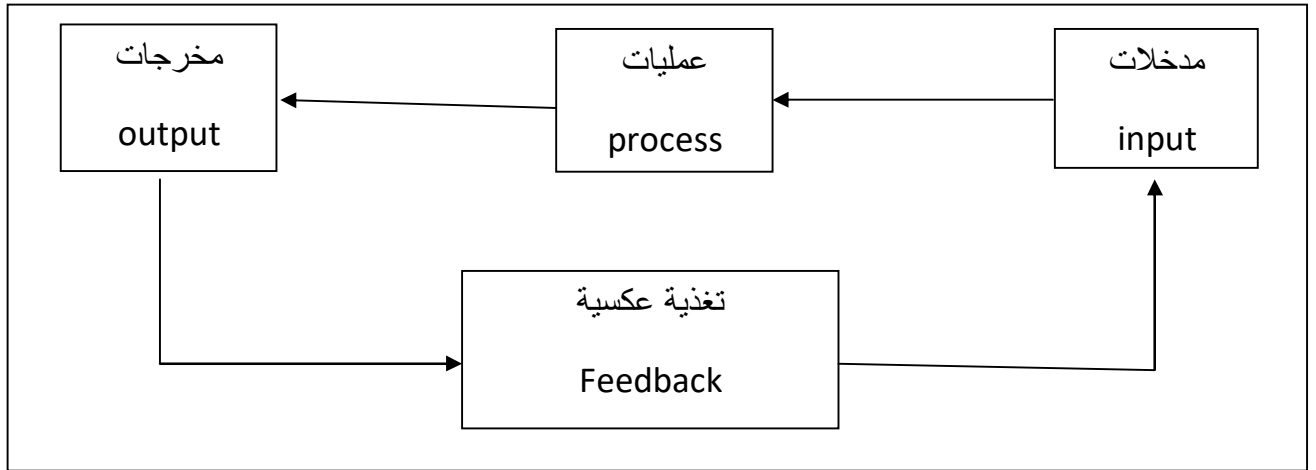 مدخلات
input
عمليات
process
مخرجات
output
تغذية عكسية
Feedback